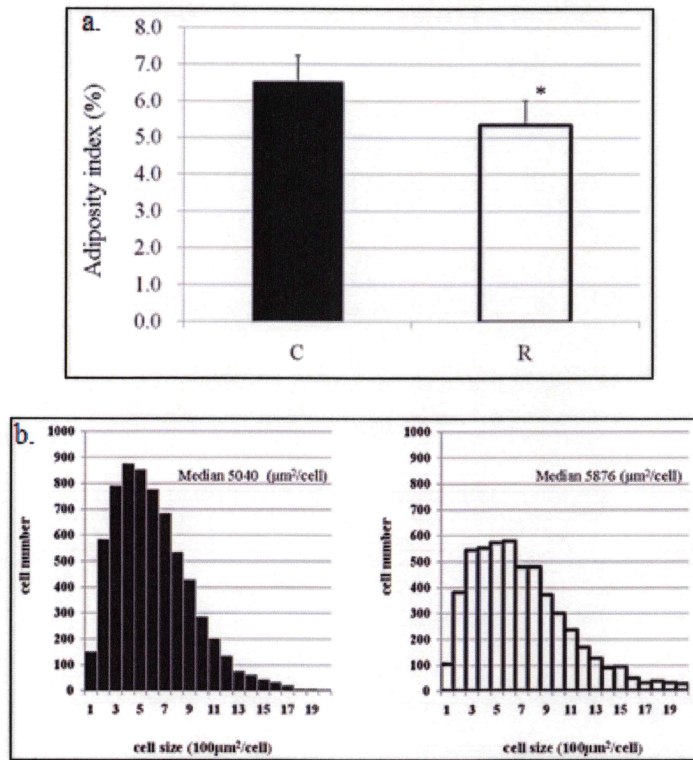 a.
Adiposity index (%)
8.0
7.0
6.0
5.0
4.0
3.0
2.0
1.0
0.0
*
C
R
b.
cell number
1000
900
800
700
600
500
400
300
200
100
0
Median 5040 (μm²/cell)
1 3 5 7 9 11 13 15 17 19
cell size (100μm²/cell)
cell number
1000
900
800
700
600
500
400
300
200
100
0
Median 5876 (μm²/cell)
1 3 5 7 9 11 13 15 17 19
cell size (100μm²/cell)